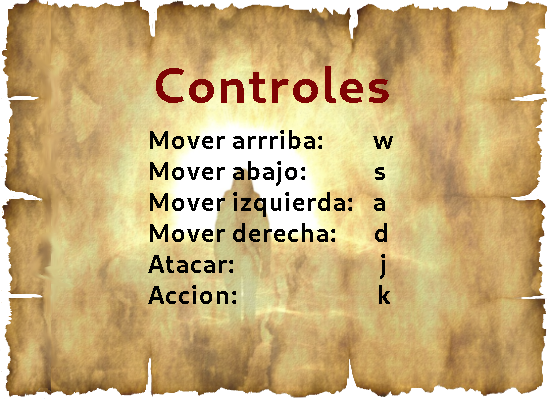 Controles
Mover arrriba: w
Mover abajo: s
Mover izquierda: a
Mover derecha: d
Atacar: j
Accion: k